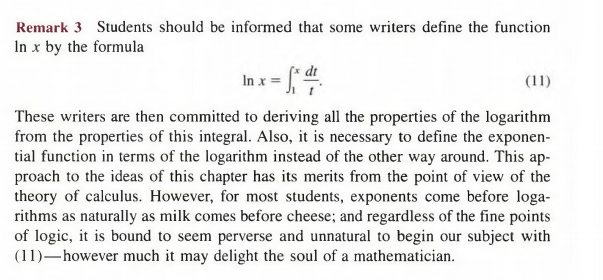 Remark 3 Students should be informed that some writers define the function
ln x by the formula
ln x = ∫₁ˣ dt/t. (11)
These writers are then committed to deriving all the properties of the logarithm
from the properties of this integral. Also, it is necessary to define the exponen-
tial function in terms of the logarithm instead of the other way around. This ap-
proach to the ideas of this chapter has its merits from the point of view of the
theory of calculus. However, for most students, exponents come before loga-
rithms as naturally as milk comes before cheese; and regardless of the fine points
of logic, it is bound to seem perverse and unnatural to begin our subject with
(11)—however much it may delight the soul of a mathematician.